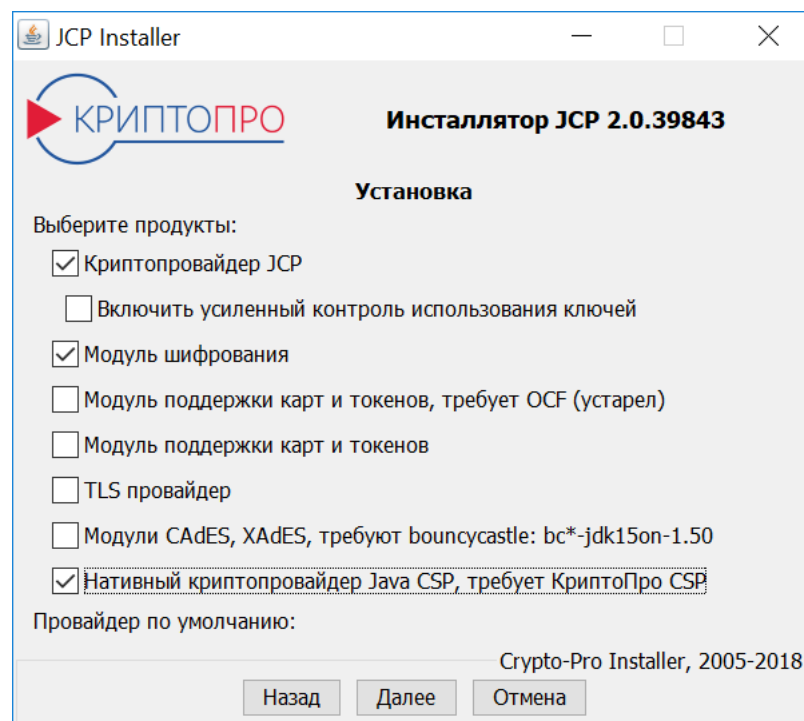 JCP Installer
КРИПТОПРО
Инсталлятор JCP 2.0.39843
Установка
Выберите продукты:
Криптопровайдер JCP
Включить усиленный контроль использования ключей
Модуль шифрования
Модуль поддержки карт и токенов, требует OCF (устарел)
Модуль поддержки карт и токенов
TLS провайдер
Модули CAdES, XAdES, требуют bouncycastle: bc*-jdk15on-1.50
Нативный криптопровайдер Java CSP, требует КриптоПро CSP
Провайдер по умолчанию:
Crypto-Pro Installer, 2005-2018
Назад Далее Отмена